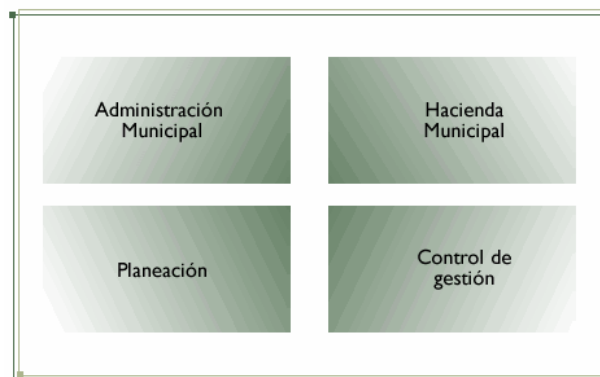 Administración
Municipal
Hacienda
Municipal
Planeación
Control de
gestión